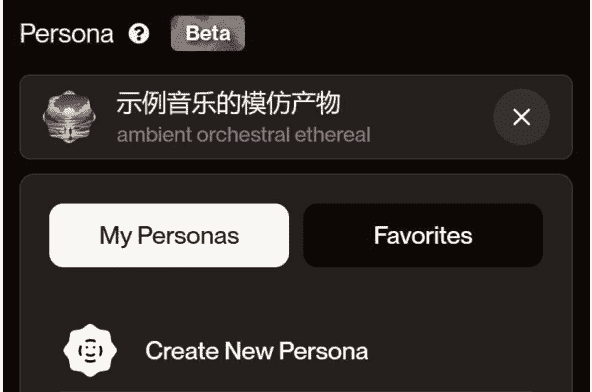 Persona ? Beta
示例音乐的模仿产物
ambient orchestral ethereal
My Personas Favorites
Create New Persona